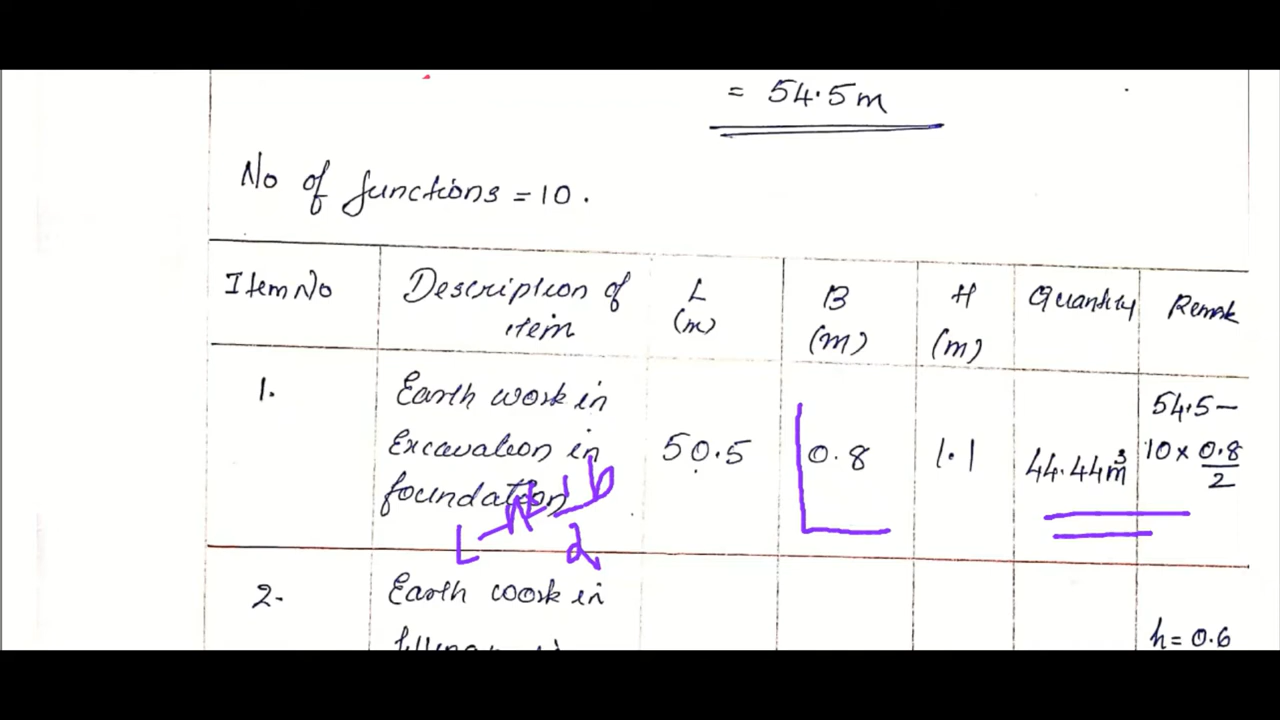 = 54.5m
No of functions = 10.
Item No Description of item L (m) B (m) H (m) Quantity Remark
1. Earth work in Excavation in foundation 50.5 0.8 1.1 44.44m³ 54.5 - 10 x 0.8/2
L - n x b/2
2. Earth work in
h = 0.6